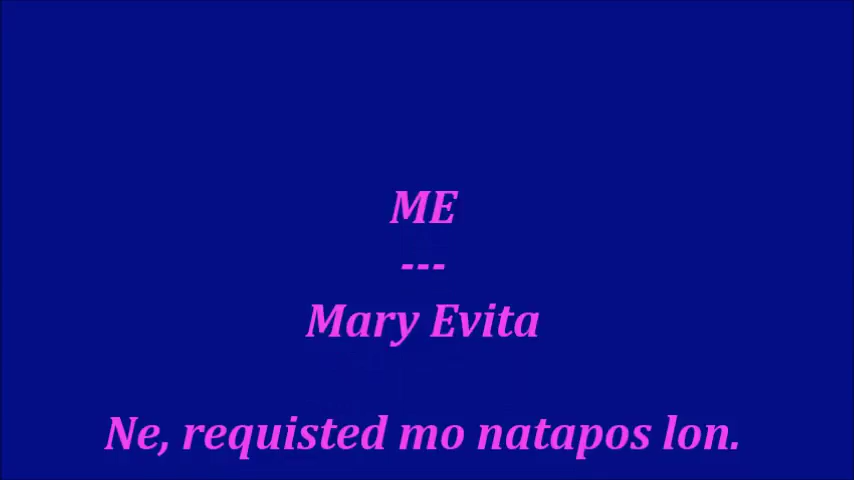 ME
---
Mary Evita
Ne, requisted mo natapos lon.